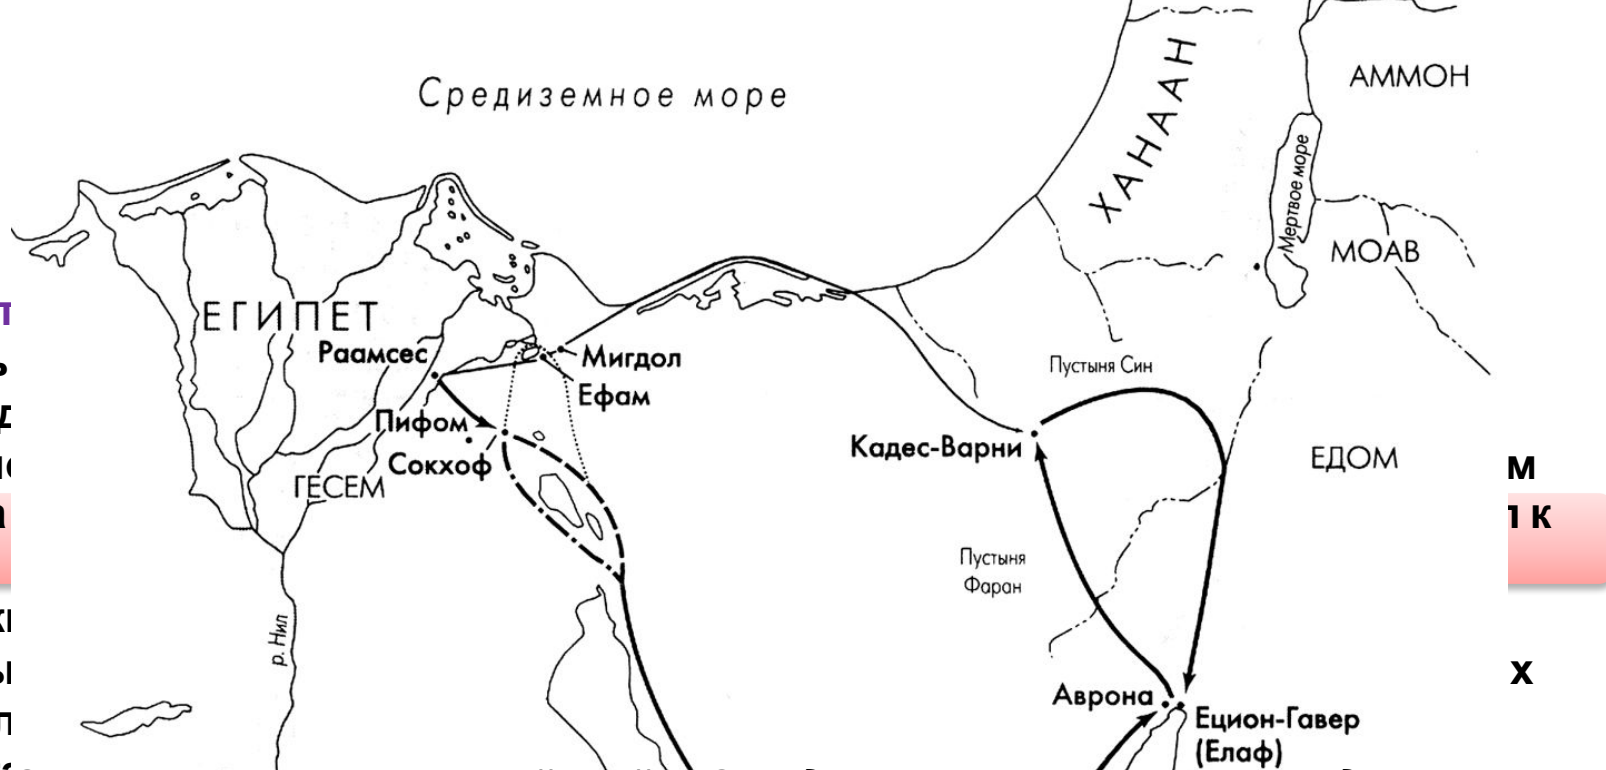 Средиземное море
ХАНААН
АММОН
Мертвое море
МОАВ
ЕГИПЕТ
Раамсес
Мигдол
Ефам
Пустыня Син
Пифом
Сокхоф
Кадес-Варни
ЕДОМ
ГЕСЕМ
Пустыня
Фаран
р. Нил
Аврона
Ецион-Гавер
(Елаф)
к
х